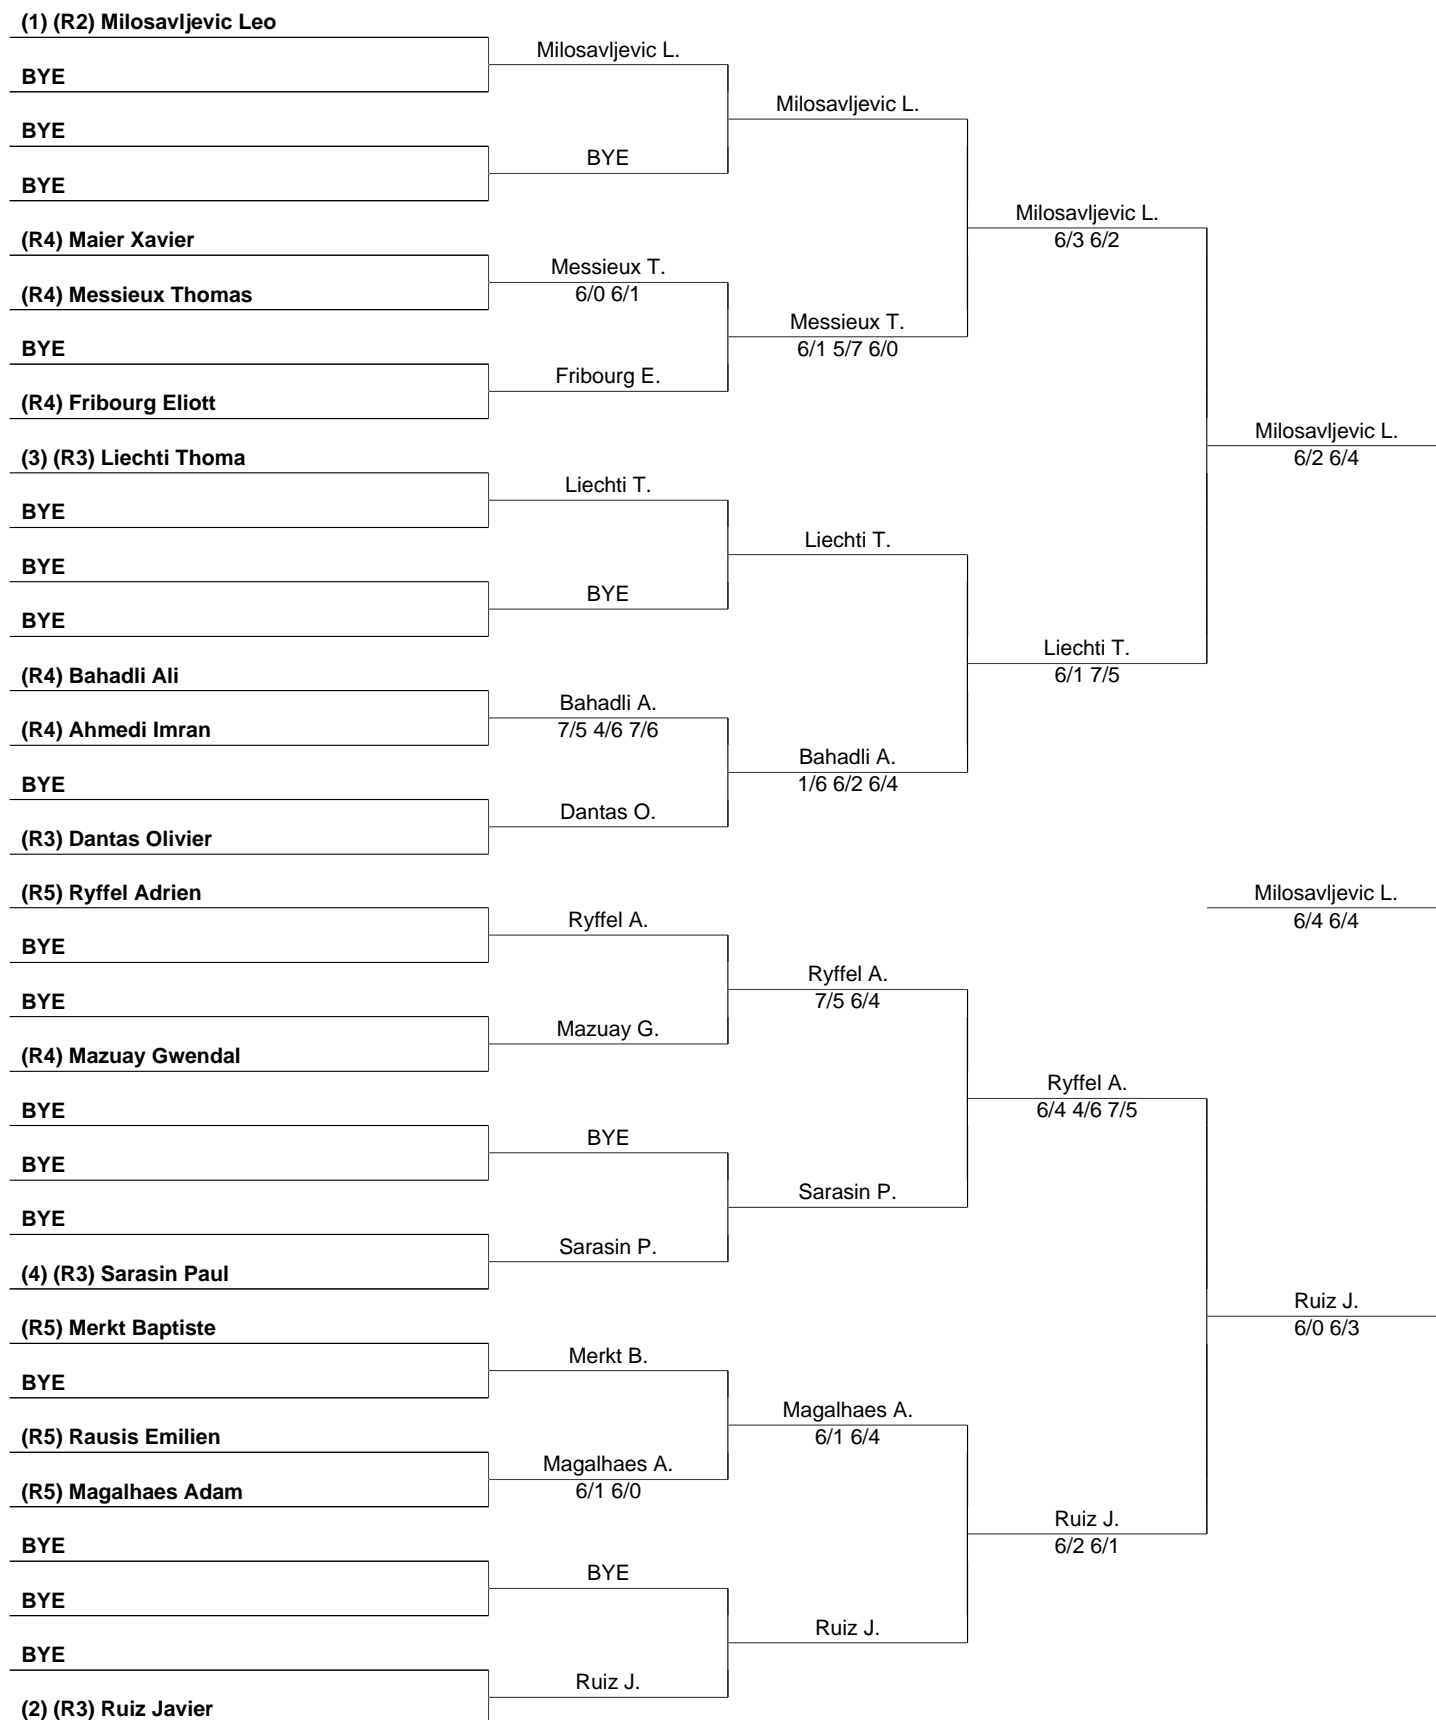 (1) (R2) Milosavljevic Leo
Milosavljevic L.
BYE
Milosavljevic L.
BYE
BYE
BYE
Milosavljevic L.
6/3 6/2
(R4) Maier Xavier
Messieux T.
6/0 6/1
(R4) Messieux Thomas
Messieux T.
6/1 5/7 6/0
BYE
Fribourg E.
(R4) Fribourg Eliott
Milosavljevic L.
6/2 6/4
(3) (R3) Liechti Thoma
Liechti T.
BYE
Liechti T.
BYE
BYE
BYE
Liechti T.
6/1 7/5
(R4) Bahadli Ali
Bahadli A.
7/5 4/6 7/6
(R4) Ahmedi Imran
Bahadli A.
1/6 6/2 6/4
BYE
Dantas O.
(R3) Dantas Olivier
(R5) Ryffel Adrien
Milosavljevic L.
6/4 6/4
Ryffel A.
BYE
Ryffel A.
7/5 6/4
BYE
Mazuay G.
(R4) Mazuay Gwendal
Ryffel A.
6/4 4/6 7/5
BYE
BYE
BYE
Sarasin P.
BYE
Sarasin P.
(4) (R3) Sarasin Paul
Ruiz J.
6/0 6/3
(R5) Merkt Baptiste
Merkt B.
BYE
Magalhaes A.
6/1 6/4
(R5) Rausis Emilien
Magalhaes A.
6/1 6/0
(R5) Magalhaes Adam
Ruiz J.
6/2 6/1
BYE
BYE
BYE
Ruiz J.
BYE
Ruiz J.
(2) (R3) Ruiz Javier